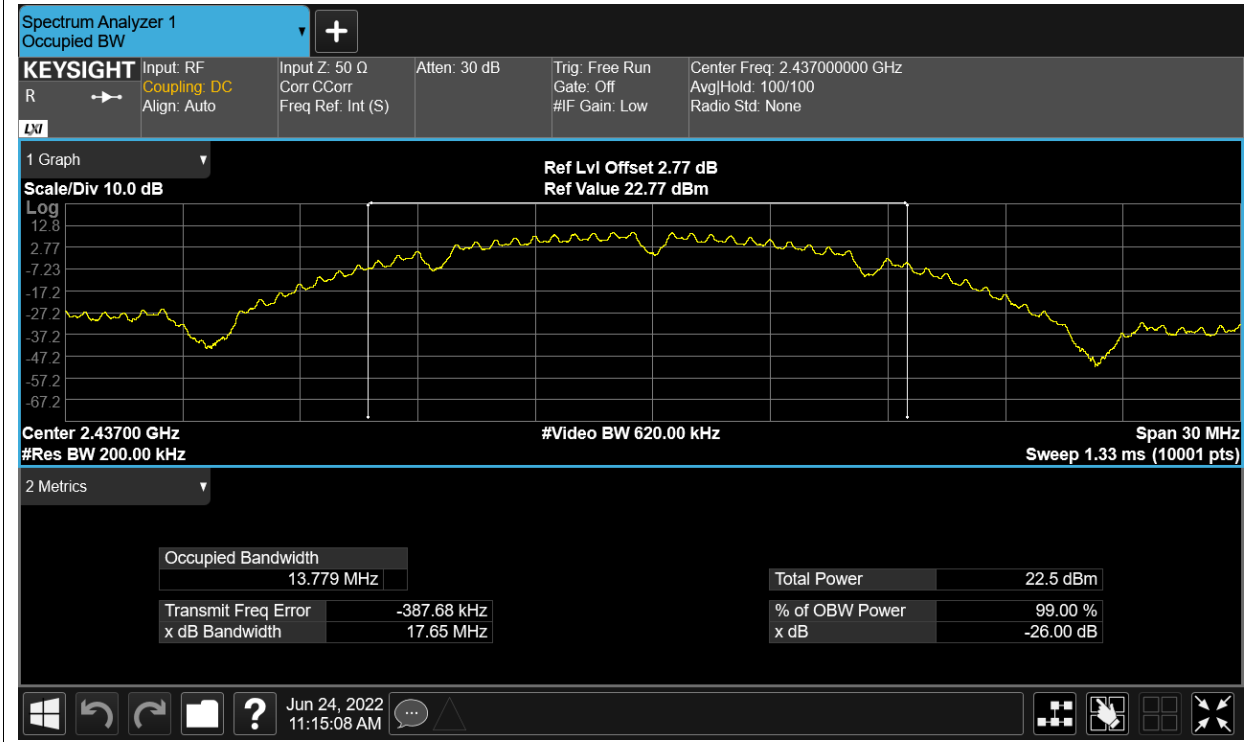 Spectrum Analyzer 1
Occupied BW
KEYSIGHT Input: RF Input Z: 50 Ω Atten: 30 dB Trig: Free Run Center Freq: 2.437000000 GHz
R Coupling: DC Corr CCorr Gate: Off Avg|Hold: 100/100
Align: Auto Freq Ref: Int (S) #IF Gain: Low Radio Std: None
LXI
1 Graph
Ref Lvl Offset 2.77 dB
Scale/Div 10.0 dB Ref Value 22.77 dBm
Log
12.8
2.77
-7.23
-17.2
-27.2
-37.2
-47.2
-57.2
-67.2
Center 2.43700 GHz #Video BW 620.00 kHz Span 30 MHz
#Res BW 200.00 kHz Sweep 1.33 ms (10001 pts)
2 Metrics
Occupied Bandwidth
13.779 MHz
Total Power 22.5 dBm
Transmit Freq Error -387.68 kHz % of OBW Power 99.00 %
x dB Bandwidth 17.65 MHz x dB -26.00 dB
Jun 24, 2022
11:15:08 AM